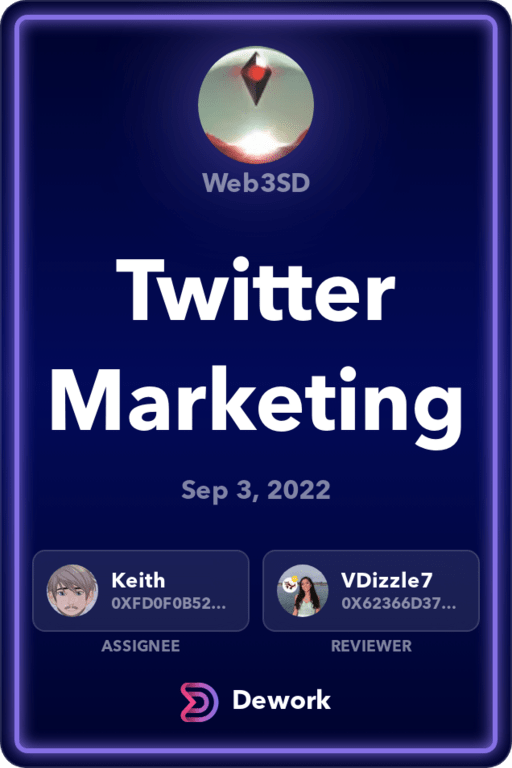 Web3SD
Twitter
Marketing
Sep 3, 2022
Keith
0XFD0F0B52...
ASSIGNEE
VDizzle7
0X62366D37...
REVIEWER
Dework